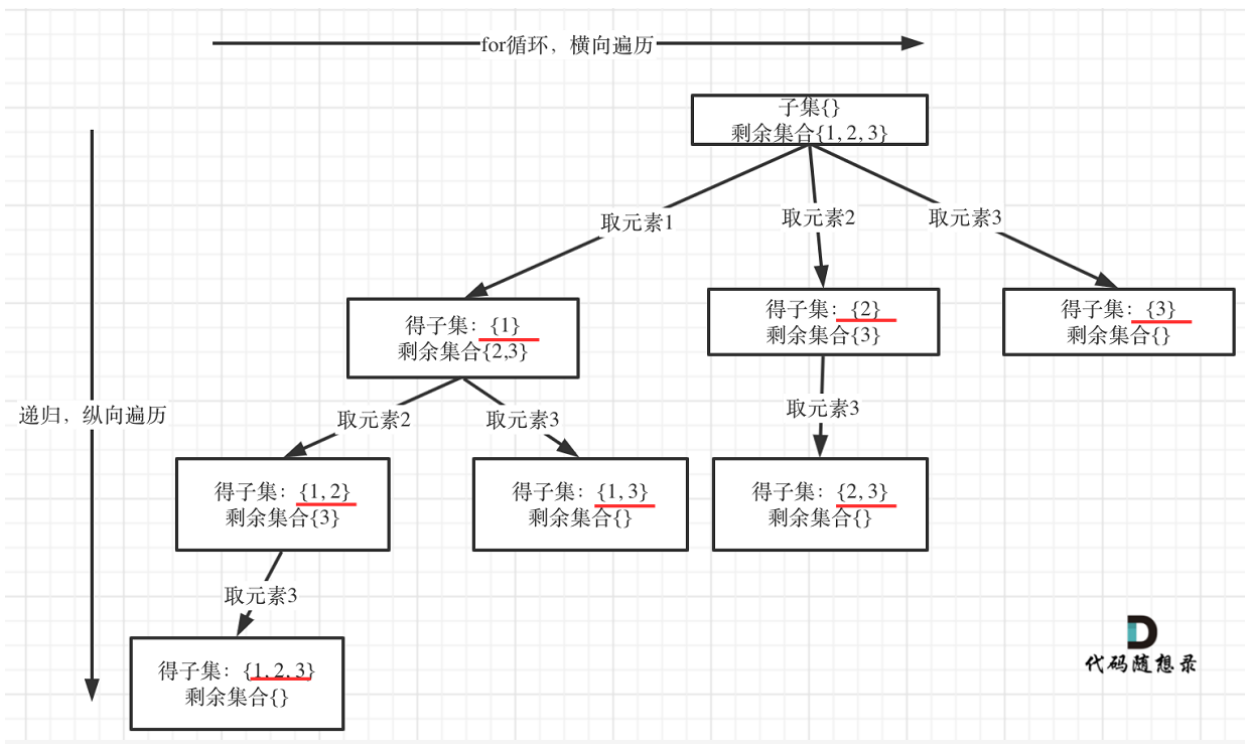 for循环，横向遍历
子集{}
剩余集合{1, 2, 3}
取元素1
取元素2
取元素3
得子集：{1}
剩余集合{2,3}
得子集：{2}
剩余集合{3}
得子集：{3}
剩余集合{}
递归，纵向遍历
取元素2
取元素3
取元素3
得子集：{1, 2}
剩余集合{3}
得子集：{1, 3}
剩余集合{}
得子集：{2, 3}
剩余集合{}
取元素3
得子集：{1, 2, 3}
剩余集合{}
D
代码随想录